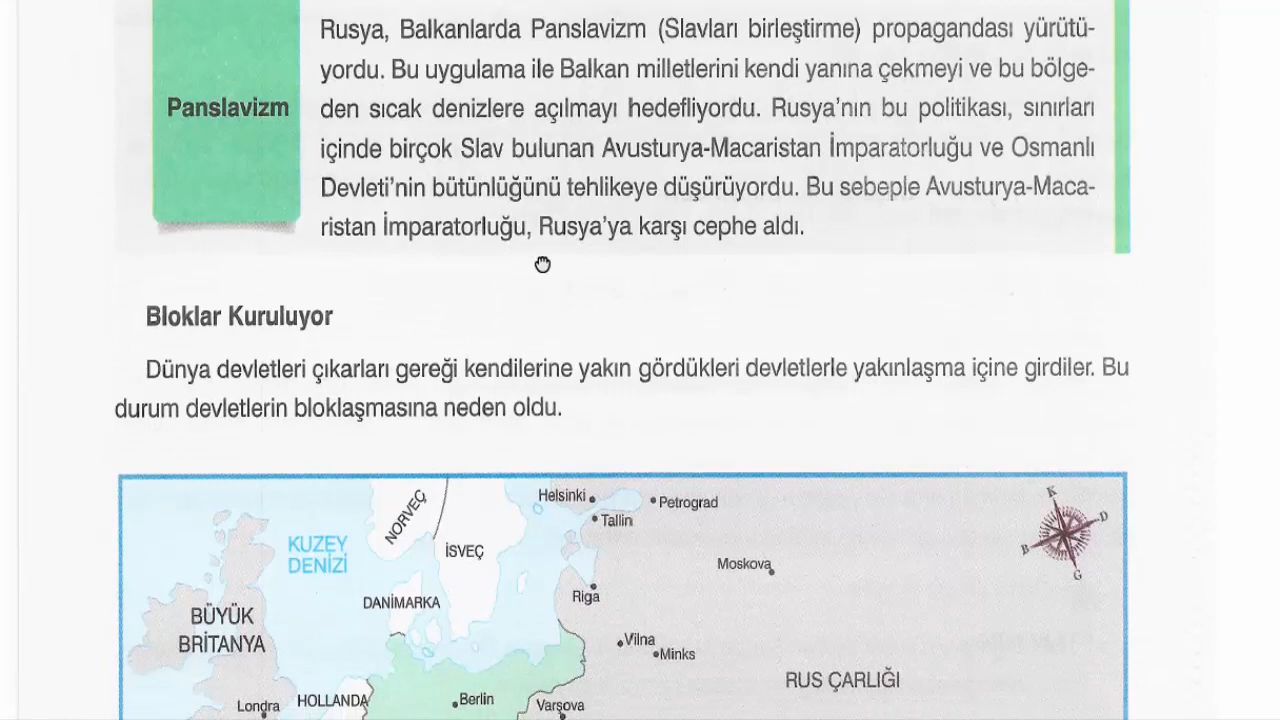 Panslavizm
Rusya, Balkanlarda Panslavizm (Slavları birleştirme) propagandası yürütü-
yordu. Bu uygulama ile Balkan milletlerini kendi yanına çekmeyi ve bu bölge-
den sıcak denizlere açılmayı hedefliyordu. Rusya'nın bu politikası, sınırları
içinde birçok Slav bulunan Avusturya-Macaristan İmparatorluğu ve Osmanlı
Devleti'nin bütünlüğünü tehlikeye düşürüyordu. Bu sebeple Avusturya-Maca-
ristan İmparatorluğu, Rusya'ya karşı cephe aldı.
Bloklar Kuruluyor
Dünya devletleri çıkarları gereği kendilerine yakın gördükleri devletlerle yakınlaşma içine girdiler. Bu
durum devletlerin bloklaşmasına neden oldu.
NORVEÇ
Helsinki
Petrograd
K
D
B
G
Tallin
KUZEY
DENİZİ
İSVEÇ
Moskova
DANİMARKA
Riga
BÜYÜK
BRİTANYA
Vilna
Minks
RUS ÇARLIĞI
Londra
HOLLANDA
Berlin
Varşova